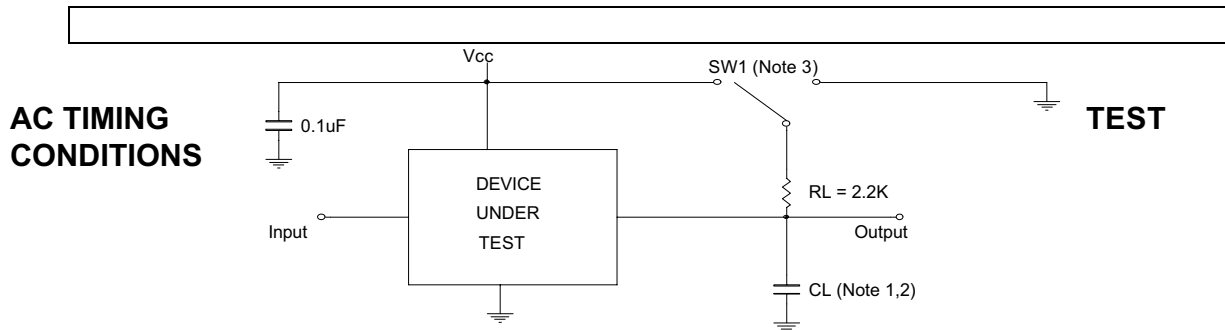 Vcc
SW1 (Note 3)
AC TIMING
CONDITIONS
0.1uF
TEST
DEVICE
UNDER
TEST
RL = 2.2K
Input
Output
CL (Note 1,2)